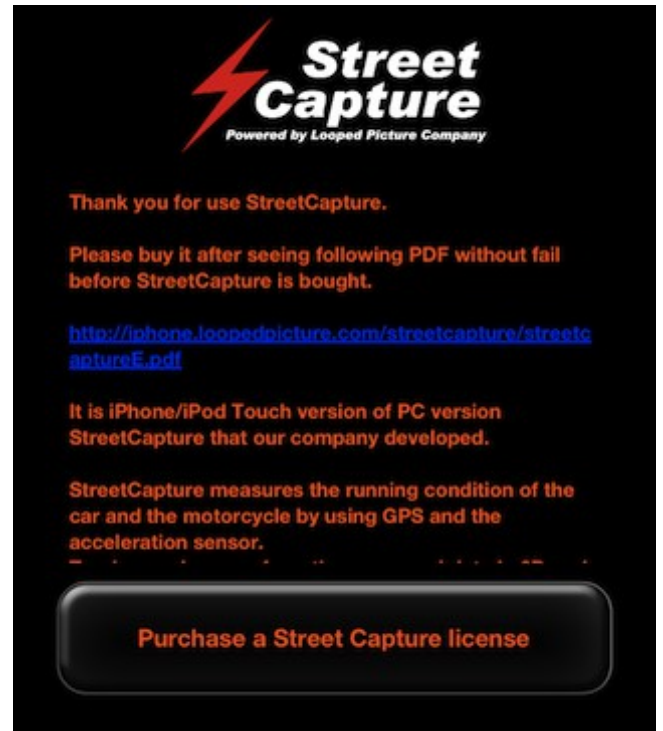 Street
Capture
Powered by Looped Picture Company
Thank you for use StreetCapture.
Please buy it after seeing following PDF without fail
before StreetCapture is bought.
http://iphone.loopedpicture.com/streetcapture/streetc
aptureE.pdf
It is iPhone/iPod Touch version of PC version
StreetCapture that our company developed.
StreetCapture measures the running condition of the
car and the motorcycle by using GPS and the
acceleration sensor.
Purchase a Street Capture license